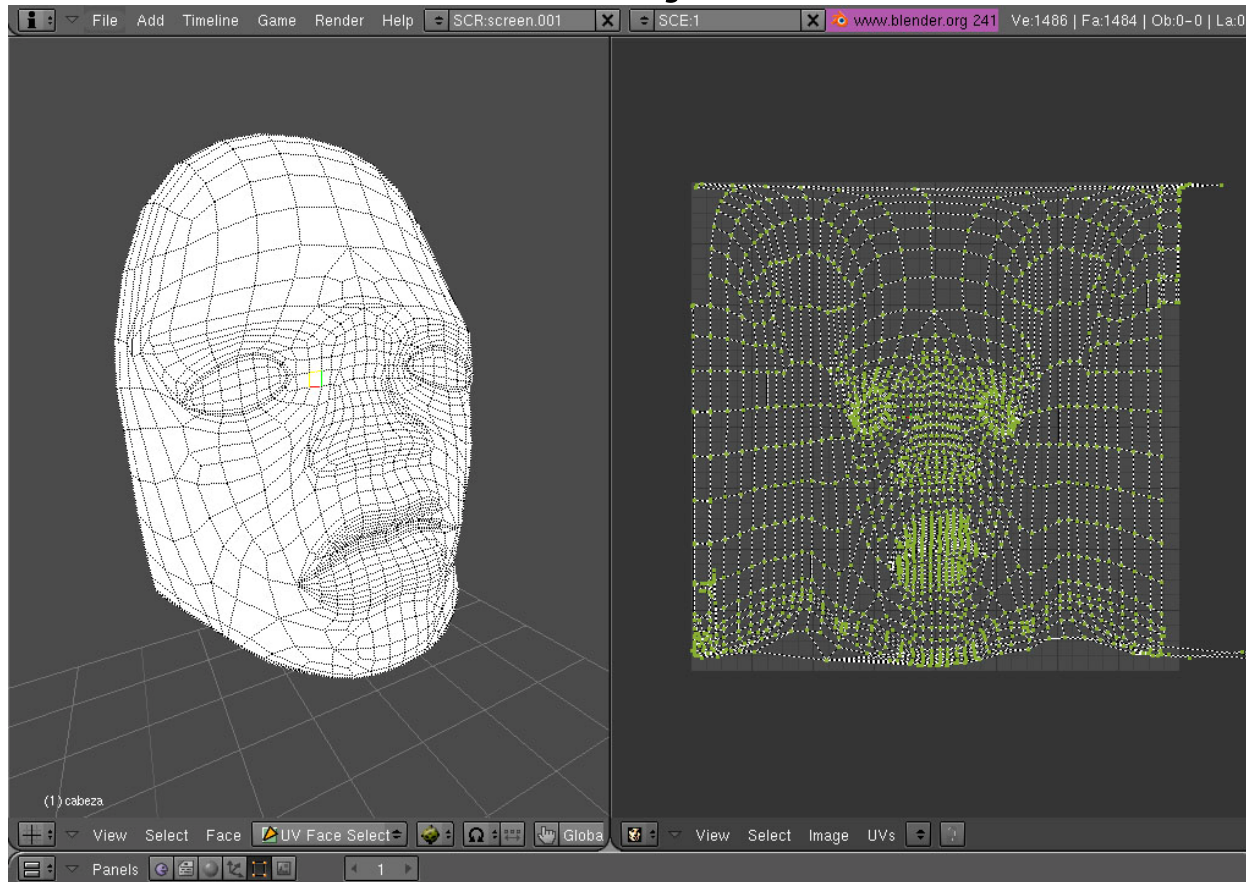 File Add Timeline Game Render Help SCR:screen.001 SCE:1 www.blender.org 241 Ve:1486 | Fa:1484 | Ob:0-0 | La:0
(1) cabeza
View Select Face UV Face Select Globa View Select Image UVs
Panels 1